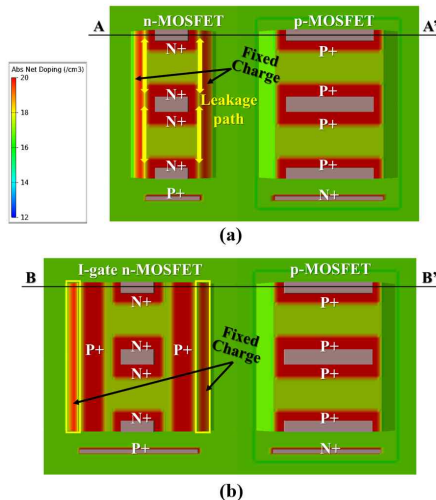 n-MOSFET
p-MOSFET
A
A'
N+
P+
Fixed
Charge
Abs Net Doping (/cm3)
20
18
16
14
12
N+
P+
N+
Leakage
path
P+
N+
P+
P+
N+
(a)
I-gate n-MOSFET
p-MOSFET
B
B'
N+
P+
Fixed
Charge
P+
N+
P+
P+
N+
P+
N+
P+
P+
N+
(b)